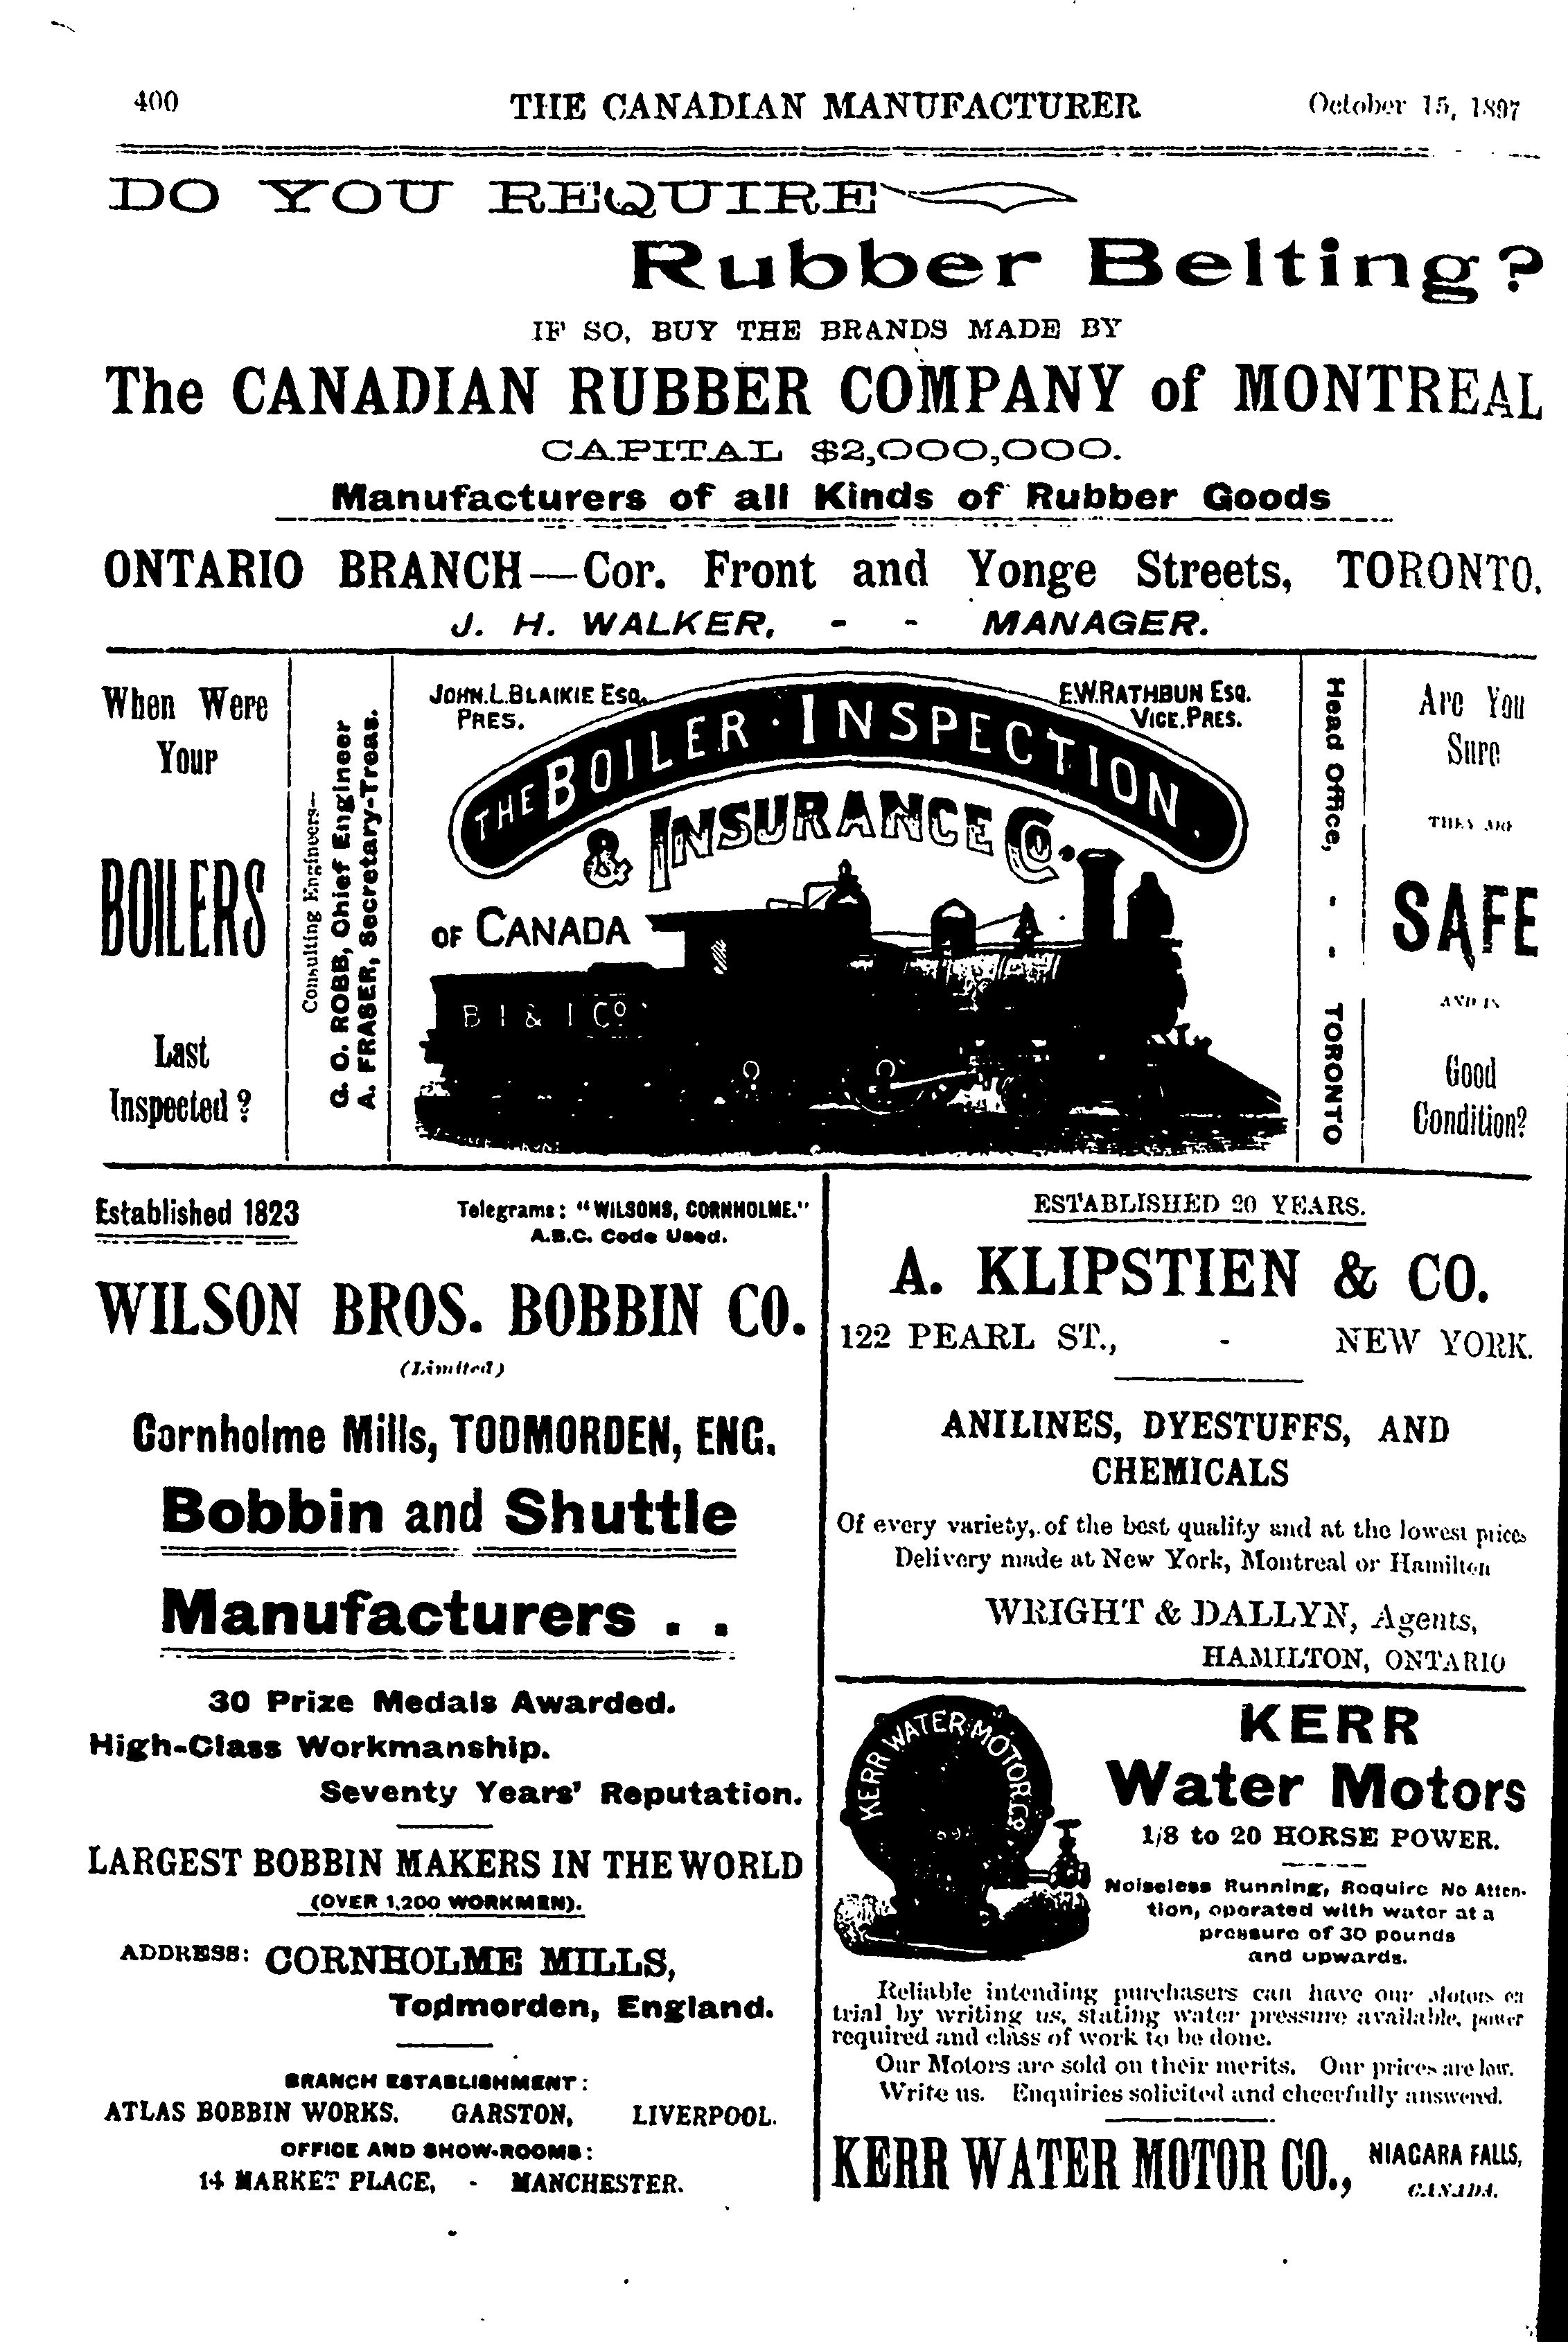 400 THE CANADIAN MANUFACTURER October 15, 1897
DO YOU REQUIRE
Rubber Belting?
IF SO, BUY THE BRANDS MADE BY
The CANADIAN RUBBER COMPANY of MONTREAL
CAPITAL $2,000,000.
Manufacturers of all Kinds of Rubber Goods
ONTARIO BRANCH—Cor. Front and Yonge Streets, TORONTO.
J. H. WALKER, - - MANAGER.
When Were
Your
BOILERS
Last
Inspected?
Consulting Engineers—
G. C. ROBB, Chief Engineer
A. FRASER, Secretary-Treas.
JOHN.L.BLAIKIE ESQ.
PRES.
E.W.RATHBUN ESQ.
VICE.PRES.
THE BOILER · INSPECTION
& INSURANCE CO.
OF CANADA
B I & I CO
Head Office, - - TORONTO
Are You
Sure
THEY ARE
SAFE
AND IN
Good
Condition?
Established 1823
Telegrams: "WILSONS, CORNHOLME."
A.B.C. Code Used.
WILSON BROS. BOBBIN CO.
(Limited)
Cornholme Mills, TODMORDEN, ENG.
Bobbin and Shuttle
Manufacturers . .
30 Prize Medals Awarded.
High-Class Workmanship.
Seventy Years' Reputation.
LARGEST BOBBIN MAKERS IN THE WORLD
(OVER 1,200 WORKMEN).
ADDRESS: CORNHOLME MILLS,
Todmorden, England.
BRANCH ESTABLISHMENT:
ATLAS BOBBIN WORKS. GARSTON, LIVERPOOL.
OFFICE AND SHOW-ROOMS:
14 MARKET PLACE, - MANCHESTER.
ESTABLISHED 20 YEARS.
A. KLIPSTIEN & CO.
122 PEARL ST., - NEW YORK.
ANILINES, DYESTUFFS, AND
CHEMICALS
Of every variety, of the best quality and at the lowest prices
Delivery made at New York, Montreal or Hamilton
WRIGHT & DALLYN, Agents,
HAMILTON, ONTARIO
KERR WATER MOTOR CO.
KERR
Water Motors
1/8 to 20 HORSE POWER.
Noiseless Running, Require No Atten-
tion, operated with water at a
pressure of 30 pounds
and upwards.
Reliable intending purchasers can have our Motors on
trial by writing us, stating water pressure available, power
required and class of work to be done.
Our Motors are sold on their merits. Our prices are low.
Write us. Enquiries solicited and cheerfully answered.
KERR WATER MOTOR CO., NIAGARA FALLS,
CANADA.